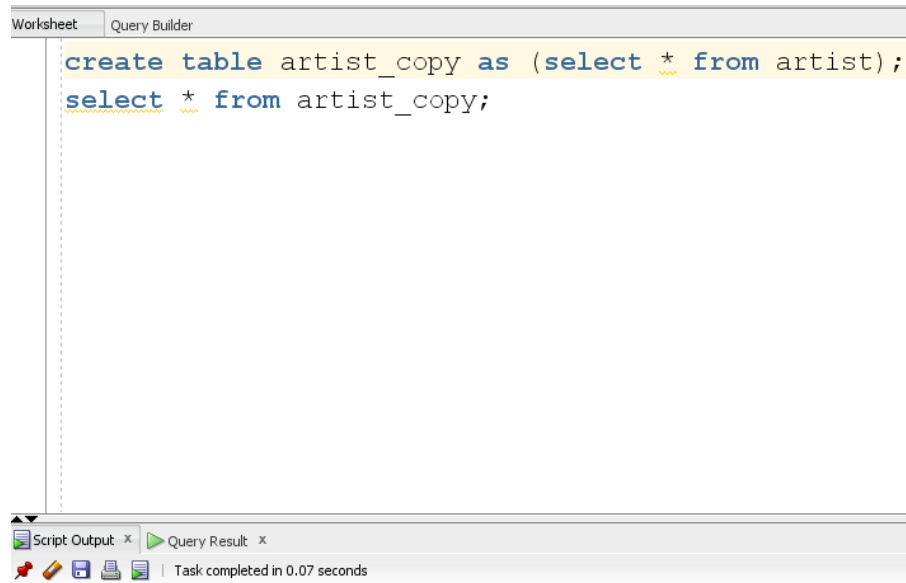 Worksheet Query Builder
create table artist_copy as (select * from artist);
select * from artist_copy;
Script Output x Query Result x
Task completed in 0.07 seconds